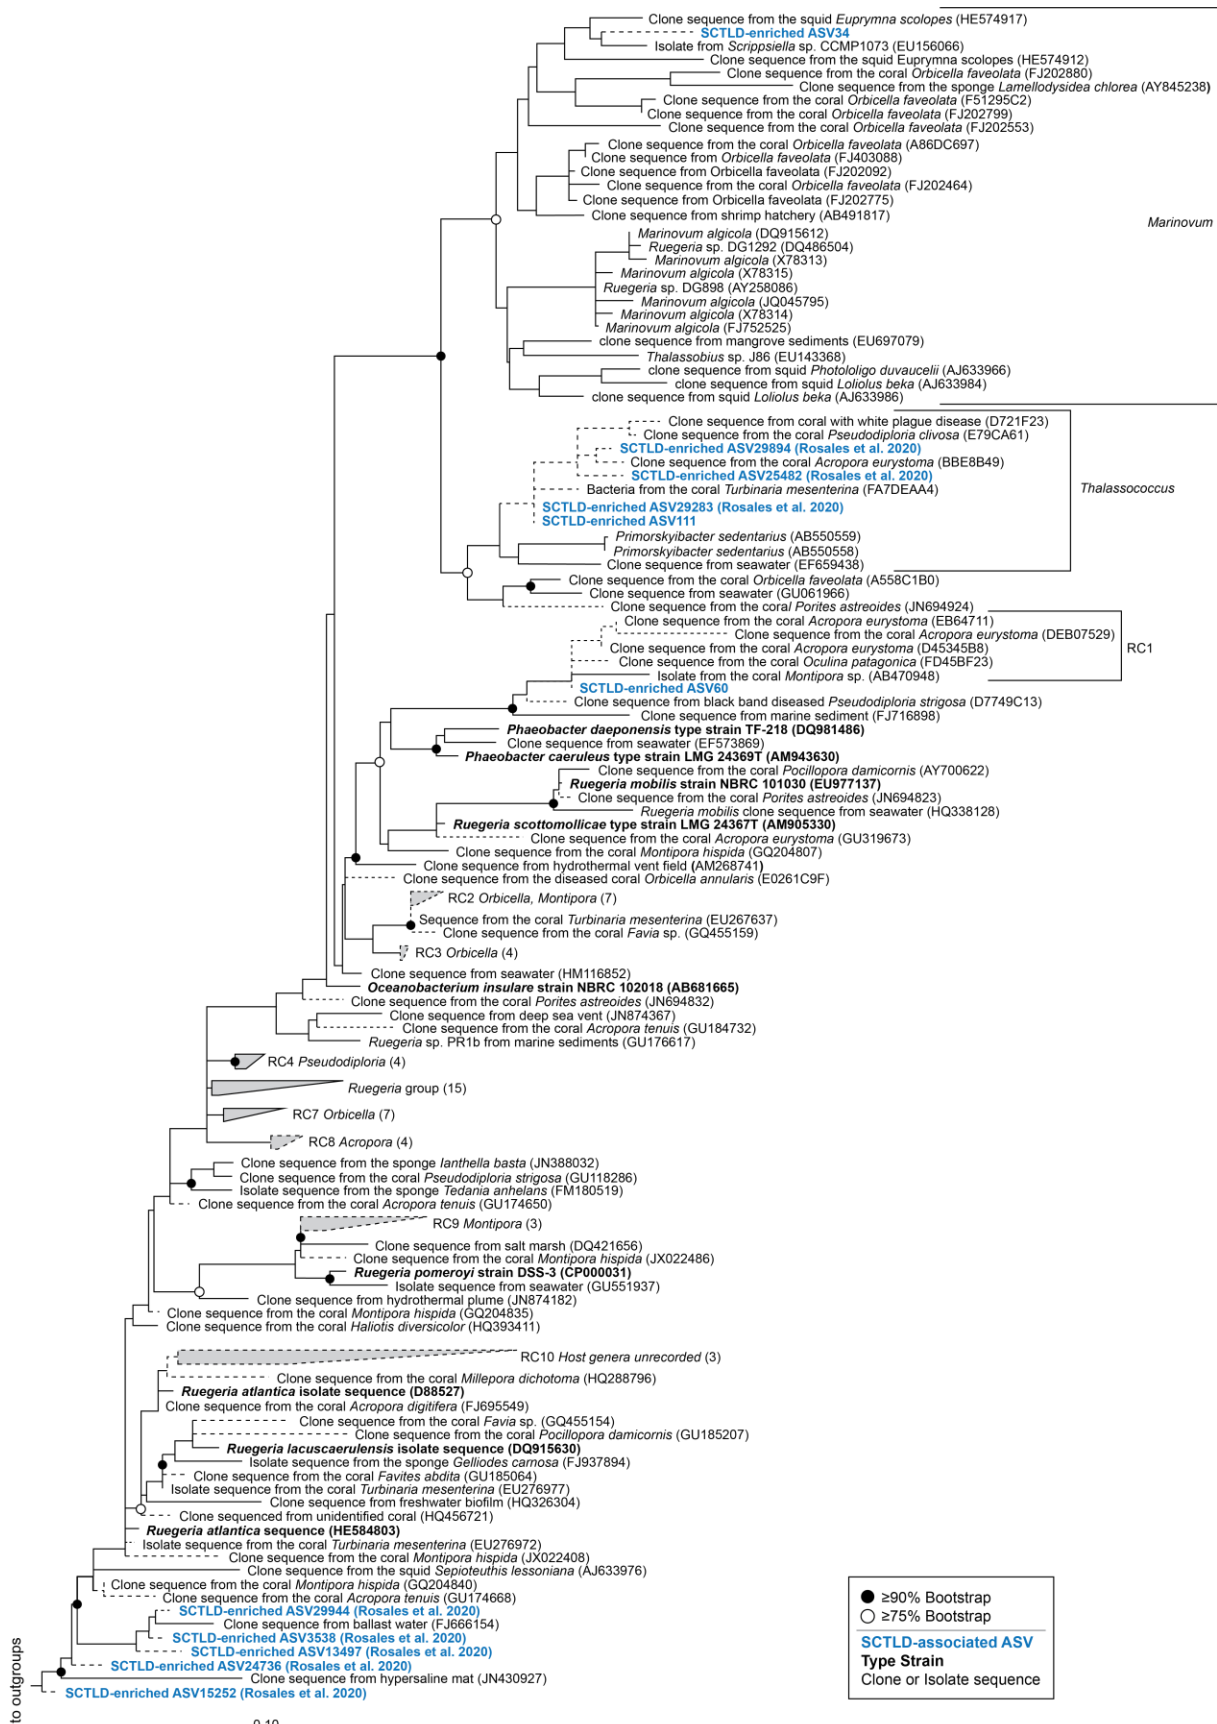 Clone sequence from the squid Euprymna scolopes (HE574917)
SCTLD-enriched ASV34
Isolate from Scrippsiella sp. CCMP1073 (EU156066)
Clone sequence from the squid Euprymna scolopes (HE574912)
Clone sequence from the coral Orbicella faveolata (FJ202880)
Clone sequence from the sponge Lamellodysidea chlorea (AY845238)
Clone sequence from the coral Orbicella faveolata (F51295C2)
Clone sequence from the coral Orbicella faveolata (FJ202799)
Clone sequence from the coral Orbicella faveolata (FJ202553)
Clone sequence from the coral Orbicella faveolata (A86DC697)
Clone sequence from Orbicella faveolata (FJ403088)
Clone sequence from Orbicella faveolata (FJ202092)
Clone sequence from the coral Orbicella faveolata (FJ202464)
Clone sequence from Orbicella faveolata (FJ202775)
Clone sequence from shrimp hatchery (AB491817)
Marinovum
Marinovum algicola (DQ915612)
Ruegeria sp. DG1292 (DQ486504)
Marinovum algicola (X78313)
Marinovum algicola (X78315)
Ruegeria sp. DG898 (AY258086)
Marinovum algicola (JQ045795)
Marinovum algicola (X78314)
Marinovum algicola (FJ752525)
clone sequence from mangrove sediments (EU697079)
Thalassobius sp. J86 (EU143368)
clone sequence from squid Photololigo duvaucelii (AJ633966)
clone sequence from squid Loliolus beka (AJ633984)
clone sequence from squid Loliolus beka (AJ633986)
Clone sequence from coral with white plague disease (D721F23)
Clone sequence from the coral Pseudodiploria clivosa (E79CA61)
SCTLD-enriched ASV29894 (Rosales et al. 2020)
Clone sequence from the coral Acropora eurystoma (BBE8B49)
SCTLD-enriched ASV25482 (Rosales et al. 2020)
Bacteria from the coral Turbinaria mesenterina (FA7DEAA4)
Thalassococcus
SCTLD-enriched ASV29283 (Rosales et al. 2020)
SCTLD-enriched ASV111
Primorskyibacter sedentarius (AB550559)
Primorskyibacter sedentarius (AB550558)
Clone sequence from seawater (EF659438)
Clone sequence from the coral Orbicella faveolata (A558C1B0)
Clone sequence from seawater (GU061966)
Clone sequence from the coral Porites astreoides (JN694924)
Clone sequence from the coral Acropora eurystoma (EB64711)
Clone sequence from the coral Acropora eurystoma (DEB07529)
Clone sequence from the coral Acropora eurystoma (D45345B8)
RC1
Clone sequence from the coral Oculina patagonica (FD45BF23)
Isolate from the coral Montipora sp. (AB470948)
SCTLD-enriched ASV60
Clone sequence from black band diseased Pseudodiploria strigosa (D7749C13)
Clone sequence from marine sediment (FJ716898)
Phaeobacter daeponensis type strain TF-218 (DQ981486)
Clone sequence from seawater (EF573869)
Phaeobacter caeruleus type strain LMG 24369T (AM943630)
Clone sequence from the coral Pocillopora damicornis (AY700622)
Ruegeria mobilis strain NBRC 101030 (EU977137)
Clone sequence from the coral Porites astreoides (JN694823)
Ruegeria mobilis clone sequence from seawater (HQ338128)
Ruegeria scottomollicae type strain LMG 24367T (AM905330)
Clone sequence from the coral Acropora eurystoma (GU319673)
Clone sequence from the coral Montipora hispida (GQ204807)
Clone sequence from hydrothermal vent field (AM268741)
Clone sequence from the diseased coral Orbicella annularis (E0261C9F)
RC2 Orbicella, Montipora (7)
Sequence from the coral Turbinaria mesenterina (EU267637)
Clone sequence from the coral Favia sp. (GQ455159)
RC3 Orbicella (4)
Clone sequence from seawater (HM116852)
Oceanobacterium insulare strain NBRC 102018 (AB681665)
Clone sequence from the coral Porites astreoides (JN694832)
Clone sequence from deep sea vent (JN874367)
Clone sequence from the coral Acropora tenuis (GU184732)
Ruegeria sp. PR1b from marine sediments (GU176617)
RC4 Pseudodiploria (4)
Ruegeria group (15)
RC7 Orbicella (7)
RC8 Acropora (4)
Clone sequence from the sponge Ianthella basta (JN388032)
Clone sequence from the coral Pseudodiploria strigosa (GU118286)
Isolate sequence from the sponge Tedania anhelans (FM180519)
Clone sequence from the coral Acropora tenuis (GU174650)
RC9 Montipora (3)
Clone sequence from salt marsh (DQ421656)
Clone sequence from the coral Montipora hispida (JX022486)
Ruegeria pomeroyi strain DSS-3 (CP000031)
Isolate sequence from seawater (GU551937)
Clone sequence from hydrothermal plume (JN874182)
Clone sequence from the coral Montipora hispida (GQ204835)
Clone sequence from the coral Haliotis diversicolor (HQ393411)
RC10 Host genera unrecorded (3)
Clone sequence from the coral Millepora dichotoma (HQ288796)
Ruegeria atlantica isolate sequence (D88527)
Clone sequence from the coral Acropora digitifera (FJ695549)
Clone sequence from the coral Favia sp. (GQ455154)
Clone sequence from the coral Pocillopora damicornis (GU185207)
Ruegeria lacuscaerulensis isolate sequence (DQ915630)
Isolate sequence from the sponge Gelliodes carnosa (FJ937894)
Clone sequence from the coral Favites abdita (GU185064)
Isolate sequence from the coral Turbinaria mesenterina (EU276977)
Clone sequence from freshwater biofilm (HQ326304)
Clone sequenced from unidentified coral (HQ456721)
Ruegeria atlantica sequence (HE584803)
Isolate sequence from the coral Turbinaria mesenterina (EU276972)
Clone sequence from the coral Montipora hispida (JX022408)
Clone sequence from the squid Sepioteuthis lessoniana (AJ633976)
Clone sequence from the coral Montipora hispida (GQ204840)
Clone sequence from the coral Acropora tenuis (GU174668)
SCTLD-enriched ASV29944 (Rosales et al. 2020)
Clone sequence from ballast water (FJ666154)
SCTLD-enriched ASV3538 (Rosales et al. 2020)
SCTLD-enriched ASV13497 (Rosales et al. 2020)
SCTLD-enriched ASV24736 (Rosales et al. 2020)
Clone sequence from hypersaline mat (JN430927)
SCTLD-enriched ASV15252 (Rosales et al. 2020)
to outgroups
0.10
≥90% Bootstrap
≥75% Bootstrap
SCTLD-associated ASV
Type Strain
Clone or Isolate sequence